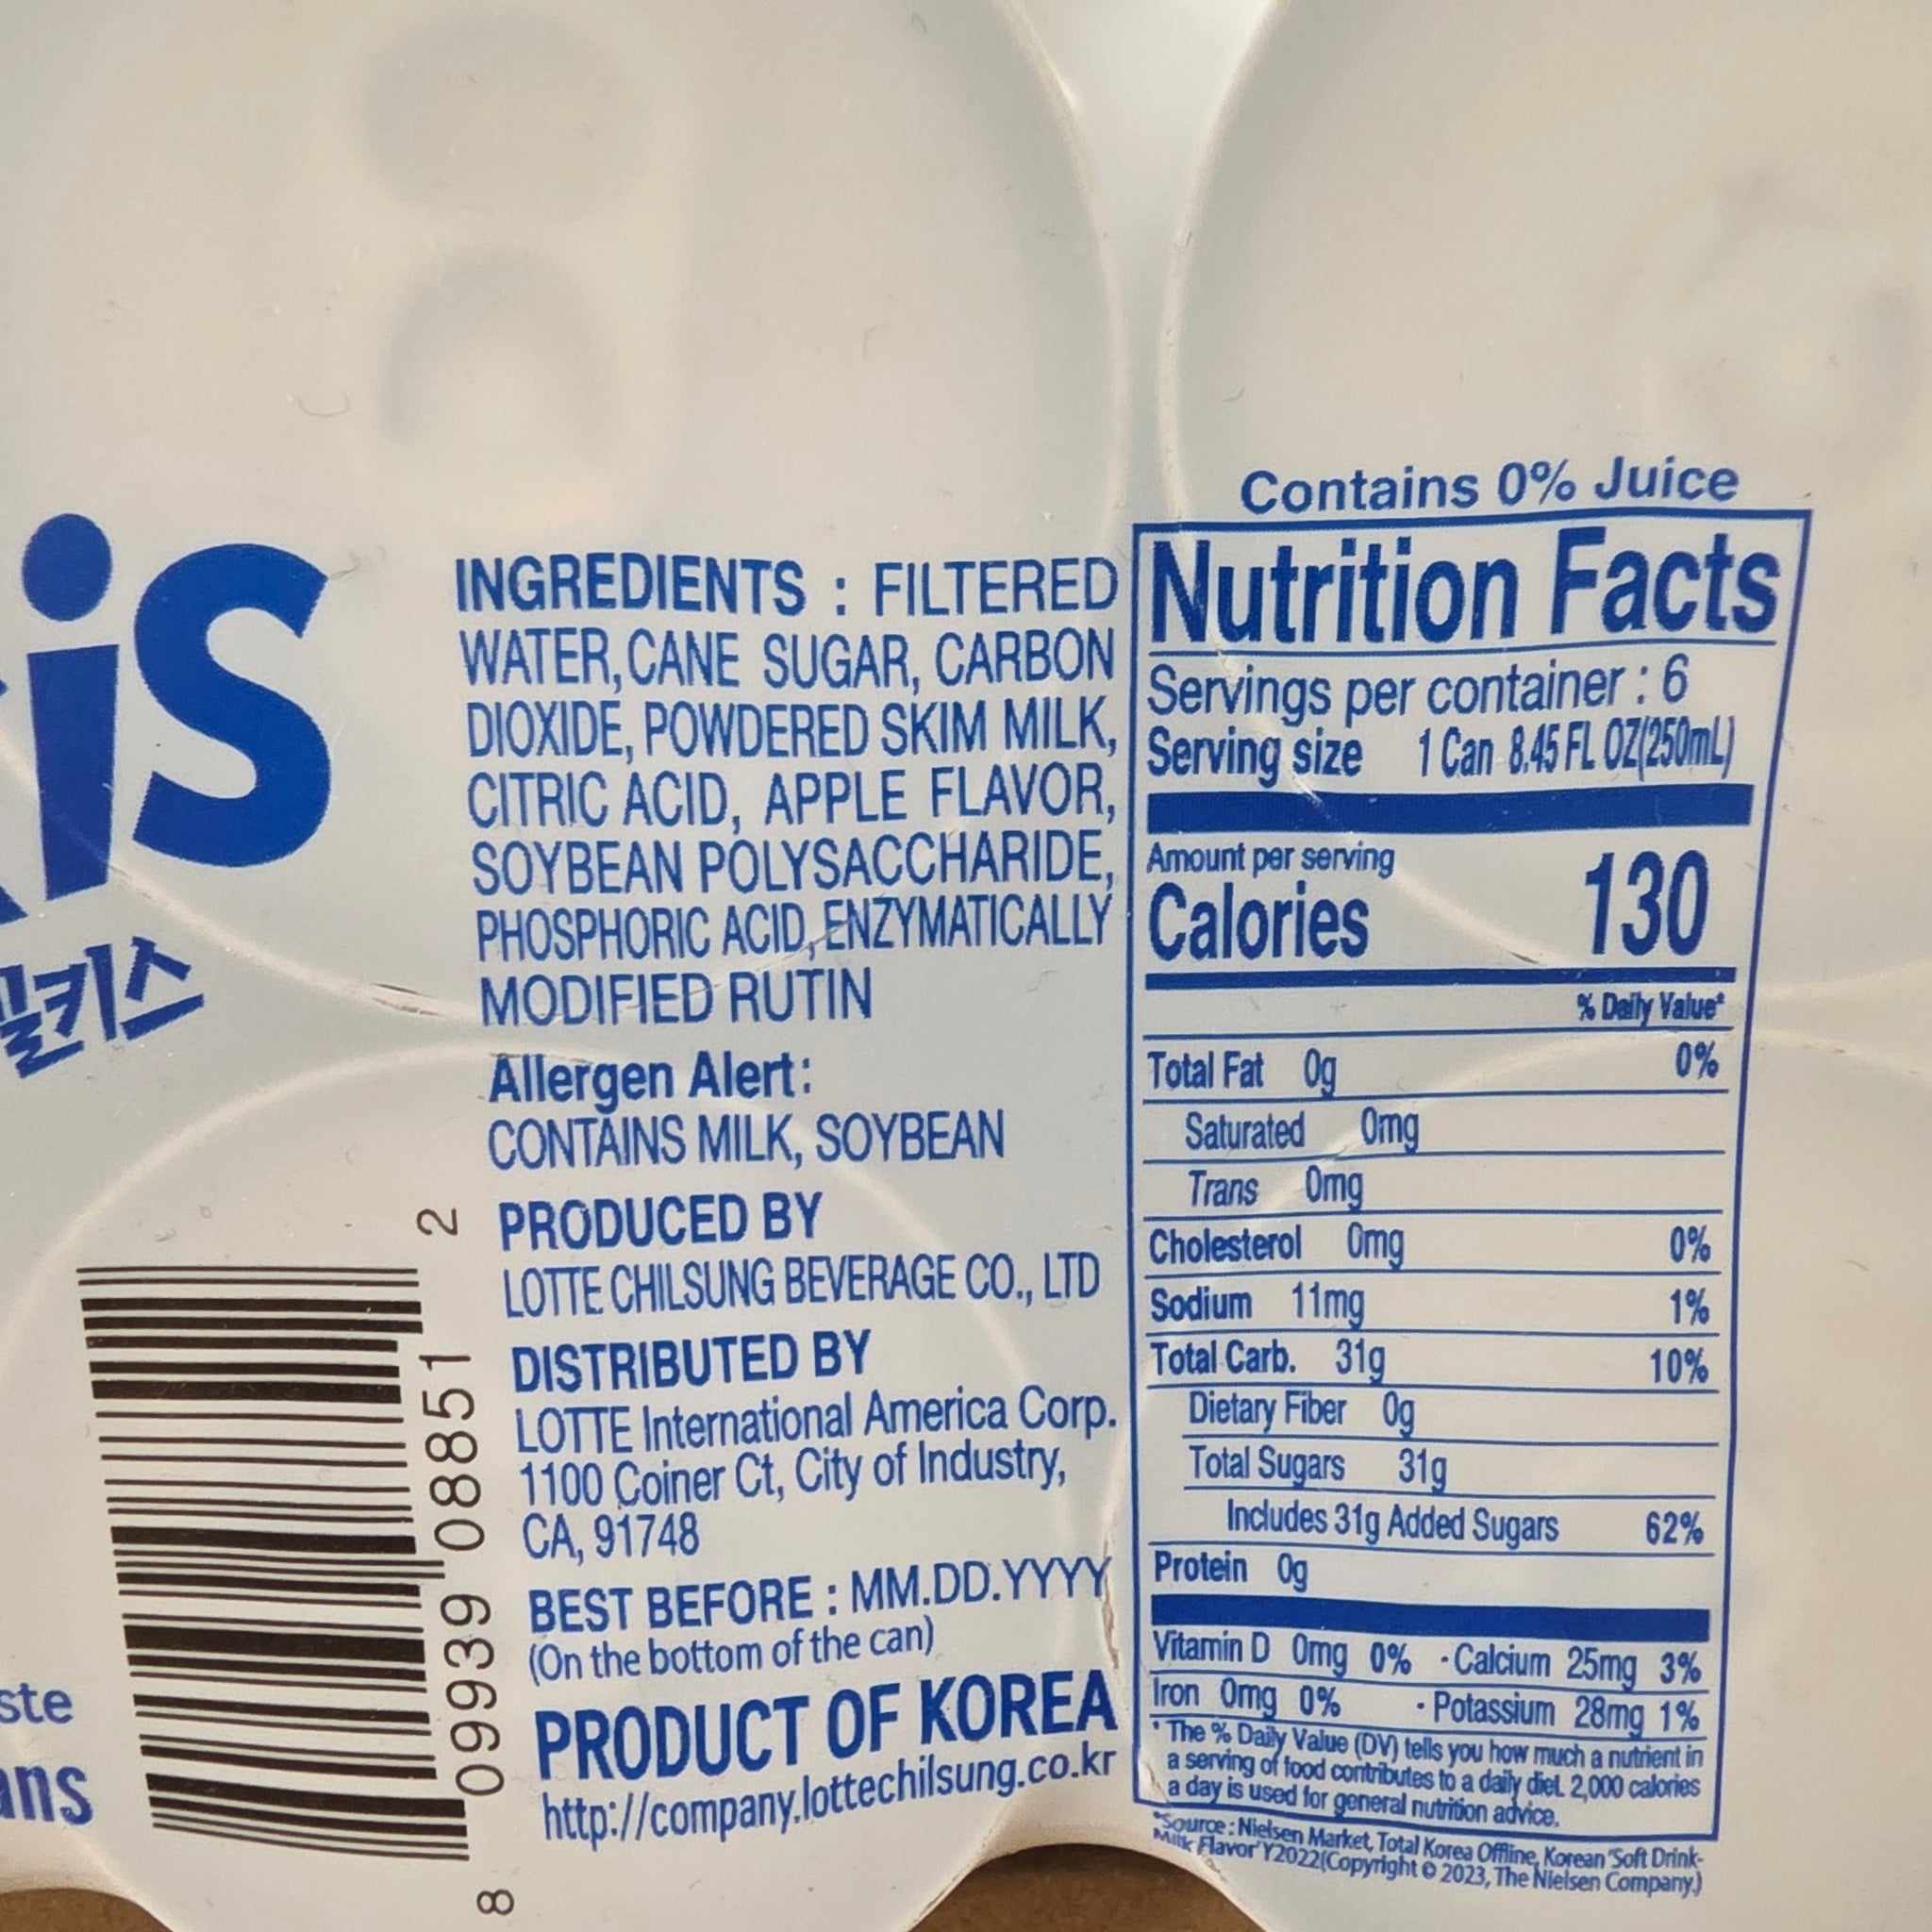 is
밀키스
ste
ans
INGREDIENTS : FILTERED
WATER, CANE SUGAR, CARBON
DIOXIDE, POWDERED SKIM MILK,
CITRIC ACID, APPLE FLAVOR,
SOYBEAN POLYSACCHARIDE,
PHOSPHORIC ACID, ENZYMATICALLY
MODIFIED RUTIN
Allergen Alert:
CONTAINS MILK, SOYBEAN
PRODUCED BY
LOTTE CHILSUNG BEVERAGE CO., LTD
DISTRIBUTED BY
LOTTE International America Corp.
1100 Coiner Ct, City of Industry,
CA, 91748
BEST BEFORE : MM.DD.YYYY
(On the bottom of the can)
PRODUCT OF KOREA
http://company.lottechilsung.co.kr
8 09939 08851 2
Contains 0% Juice
Nutrition Facts
Servings per container : 6
Serving size 1 Can 8.45 FL OZ(250mL)
Amount per serving
Calories 130
% Daily Value*
Total Fat 0g 0%
Saturated 0mg
Trans 0mg
Cholesterol 0mg 0%
Sodium 11mg 1%
Total Carb. 31g 10%
Dietary Fiber 0g
Total Sugars 31g
Includes 31g Added Sugars 62%
Protein 0g
Vitamin D 0mg 0% · Calcium 25mg 3%
Iron 0mg 0% · Potassium 28mg 1%
* The % Daily Value (DV) tells you how much a nutrient in
a serving of food contributes to a daily diet. 2,000 calories
a day is used for general nutrition advice.
*Source : Nielsen Market, Total Korea Offline, Korean 'Soft Drink-
Milk Flavor' Y2022(Copyright © 2023, The Nielsen Company.)